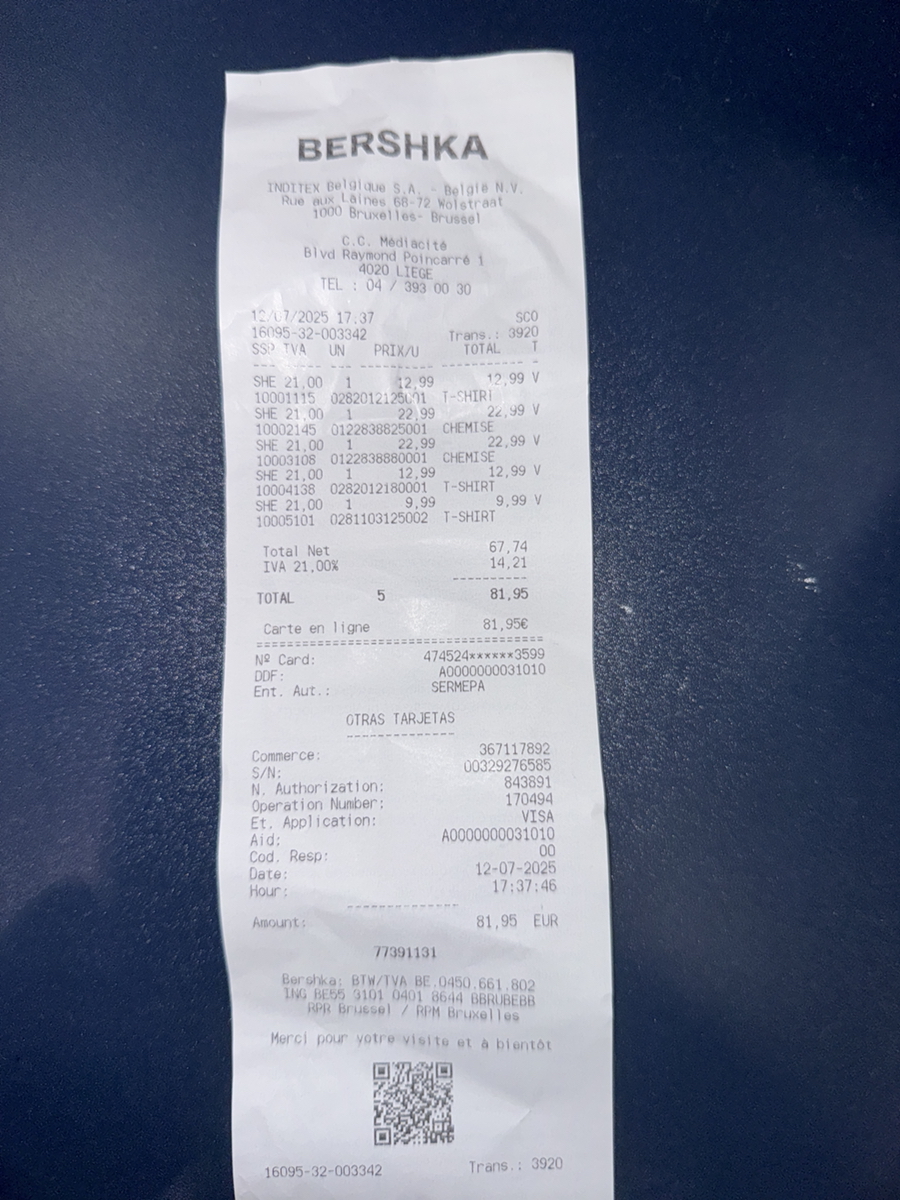 BERSHKA
INDITEX Belgique S.A. - België N.V.
Rue aux Laines 68-72 Wolstraat
1000 Bruxelles- Brussel
C.C. Médiacité
Blvd Raymond Poincarré 1
4020 LIEGE
TEL : 04 / 393 00 30
12/07/2025 17.37 SCO
16095-32-003342 Trans.: 3920
SSP TVA UN PRIX/U TOTAL T
--------- --- ---------- ---------- -
SHE 21,00 1 12,99 12,99 V
10001115 0282012125001 T-SHIRT
SHE 21,00 1 22,99 22,99 V
10002145 0122838825001 CHEMISE
SHE 21,00 1 22,99 22,99 V
10003108 0122838880001 CHEMISE
SHE 21,00 1 12,99 12,99 V
10004138 0282012180001 T-SHIRT
SHE 21,00 1 9,99 9,99 V
10005101 0281103125002 T-SHIRT
Total Net 67,74
IVA 21,00% 14,21
----------
TOTAL 5 81,95
Carte en ligne 81,95€
========================================
Nº Card: 474524******3599
DDF: A0000000031010
Ent. Aut.: SERMEPA
OTRAS TARJETAS
--------------
Commerce: 367117892
S/N: 00329276585
N. Authorization: 843891
Operation Number: 170494
Et. Application: VISA
Aid: A0000000031010
Cod. Resp: 00
Date: 12-07-2025
Hour: 17:37:46
--------------
Amount: 81,95 EUR
77391131
Bershka: BTW/TVA BE.0450.661.802
ING BE55 3101 0401 8644 BBRUBEBB
RPR Brussel / RPM Bruxelles
Merci pour votre visite et à bientôt
16095-32-003342 Trans.: 3920